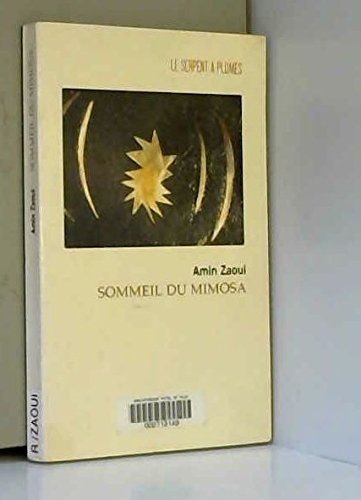 LE SERPENT A PLUMES
Amin Zaoui
SOMMEIL DU MIMOSA
Amin Zaoui SOMMEIL DU MIMOSA
R /ZAOUI